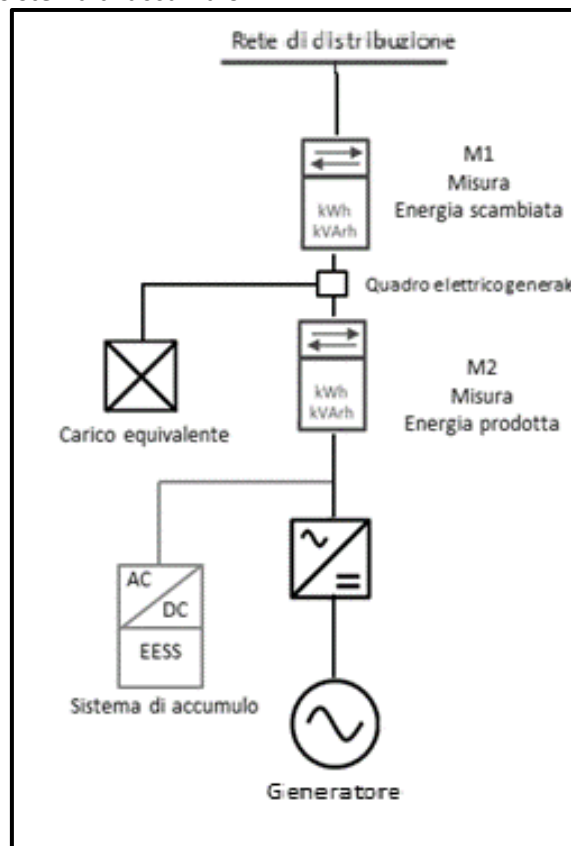 Rete di distribuzione
M1
Misura
Energia scambiata
kWh
kVArh
Quadro elettrico generale
M2
Misura
Energia prodotta
kWh
kVArh
Carico equivalente
AC
DC
EESS
Sistema di accumulo
Generatore